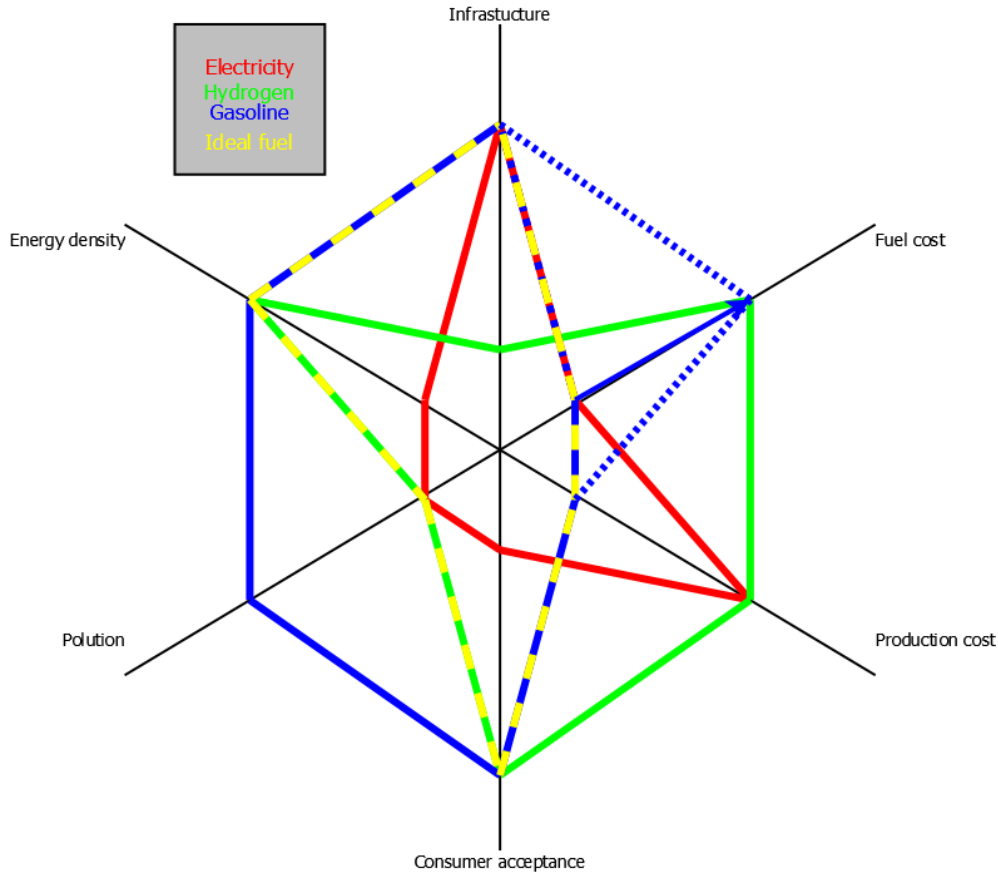 Infrastucture
Electricity
Hydrogen
Gasoline
Ideal fuel
Energy density
Fuel cost
Polution
Production cost
Consumer acceptance